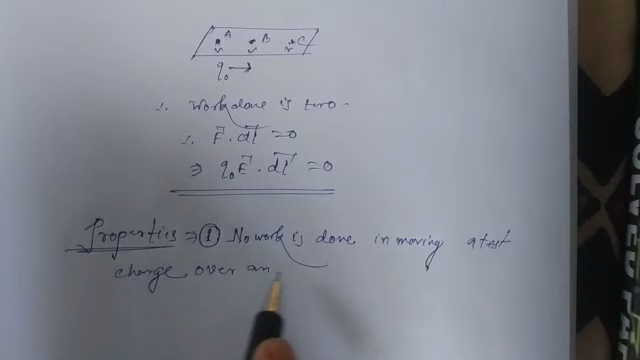 A B C
q₀ →
∴ Work done is zero.
∴ F⃗ . dl⃗ = 0
⇒ q₀E⃗ . dl⃗ = 0
Properties ⇒ ① No work is done in moving a test
charge over an